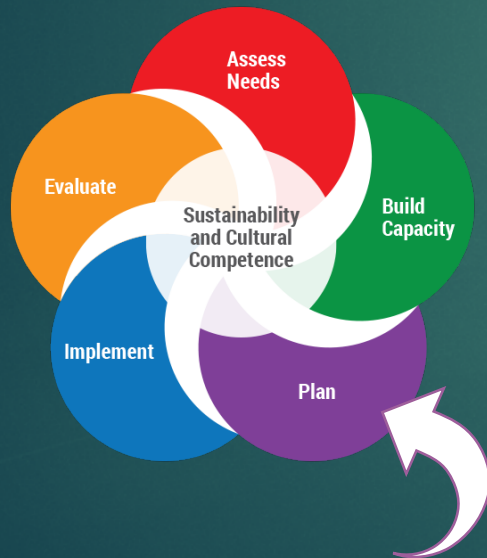 Assess
Needs
Build
Capacity
Plan
Implement
Evaluate
Sustainability
and Cultural
Competence